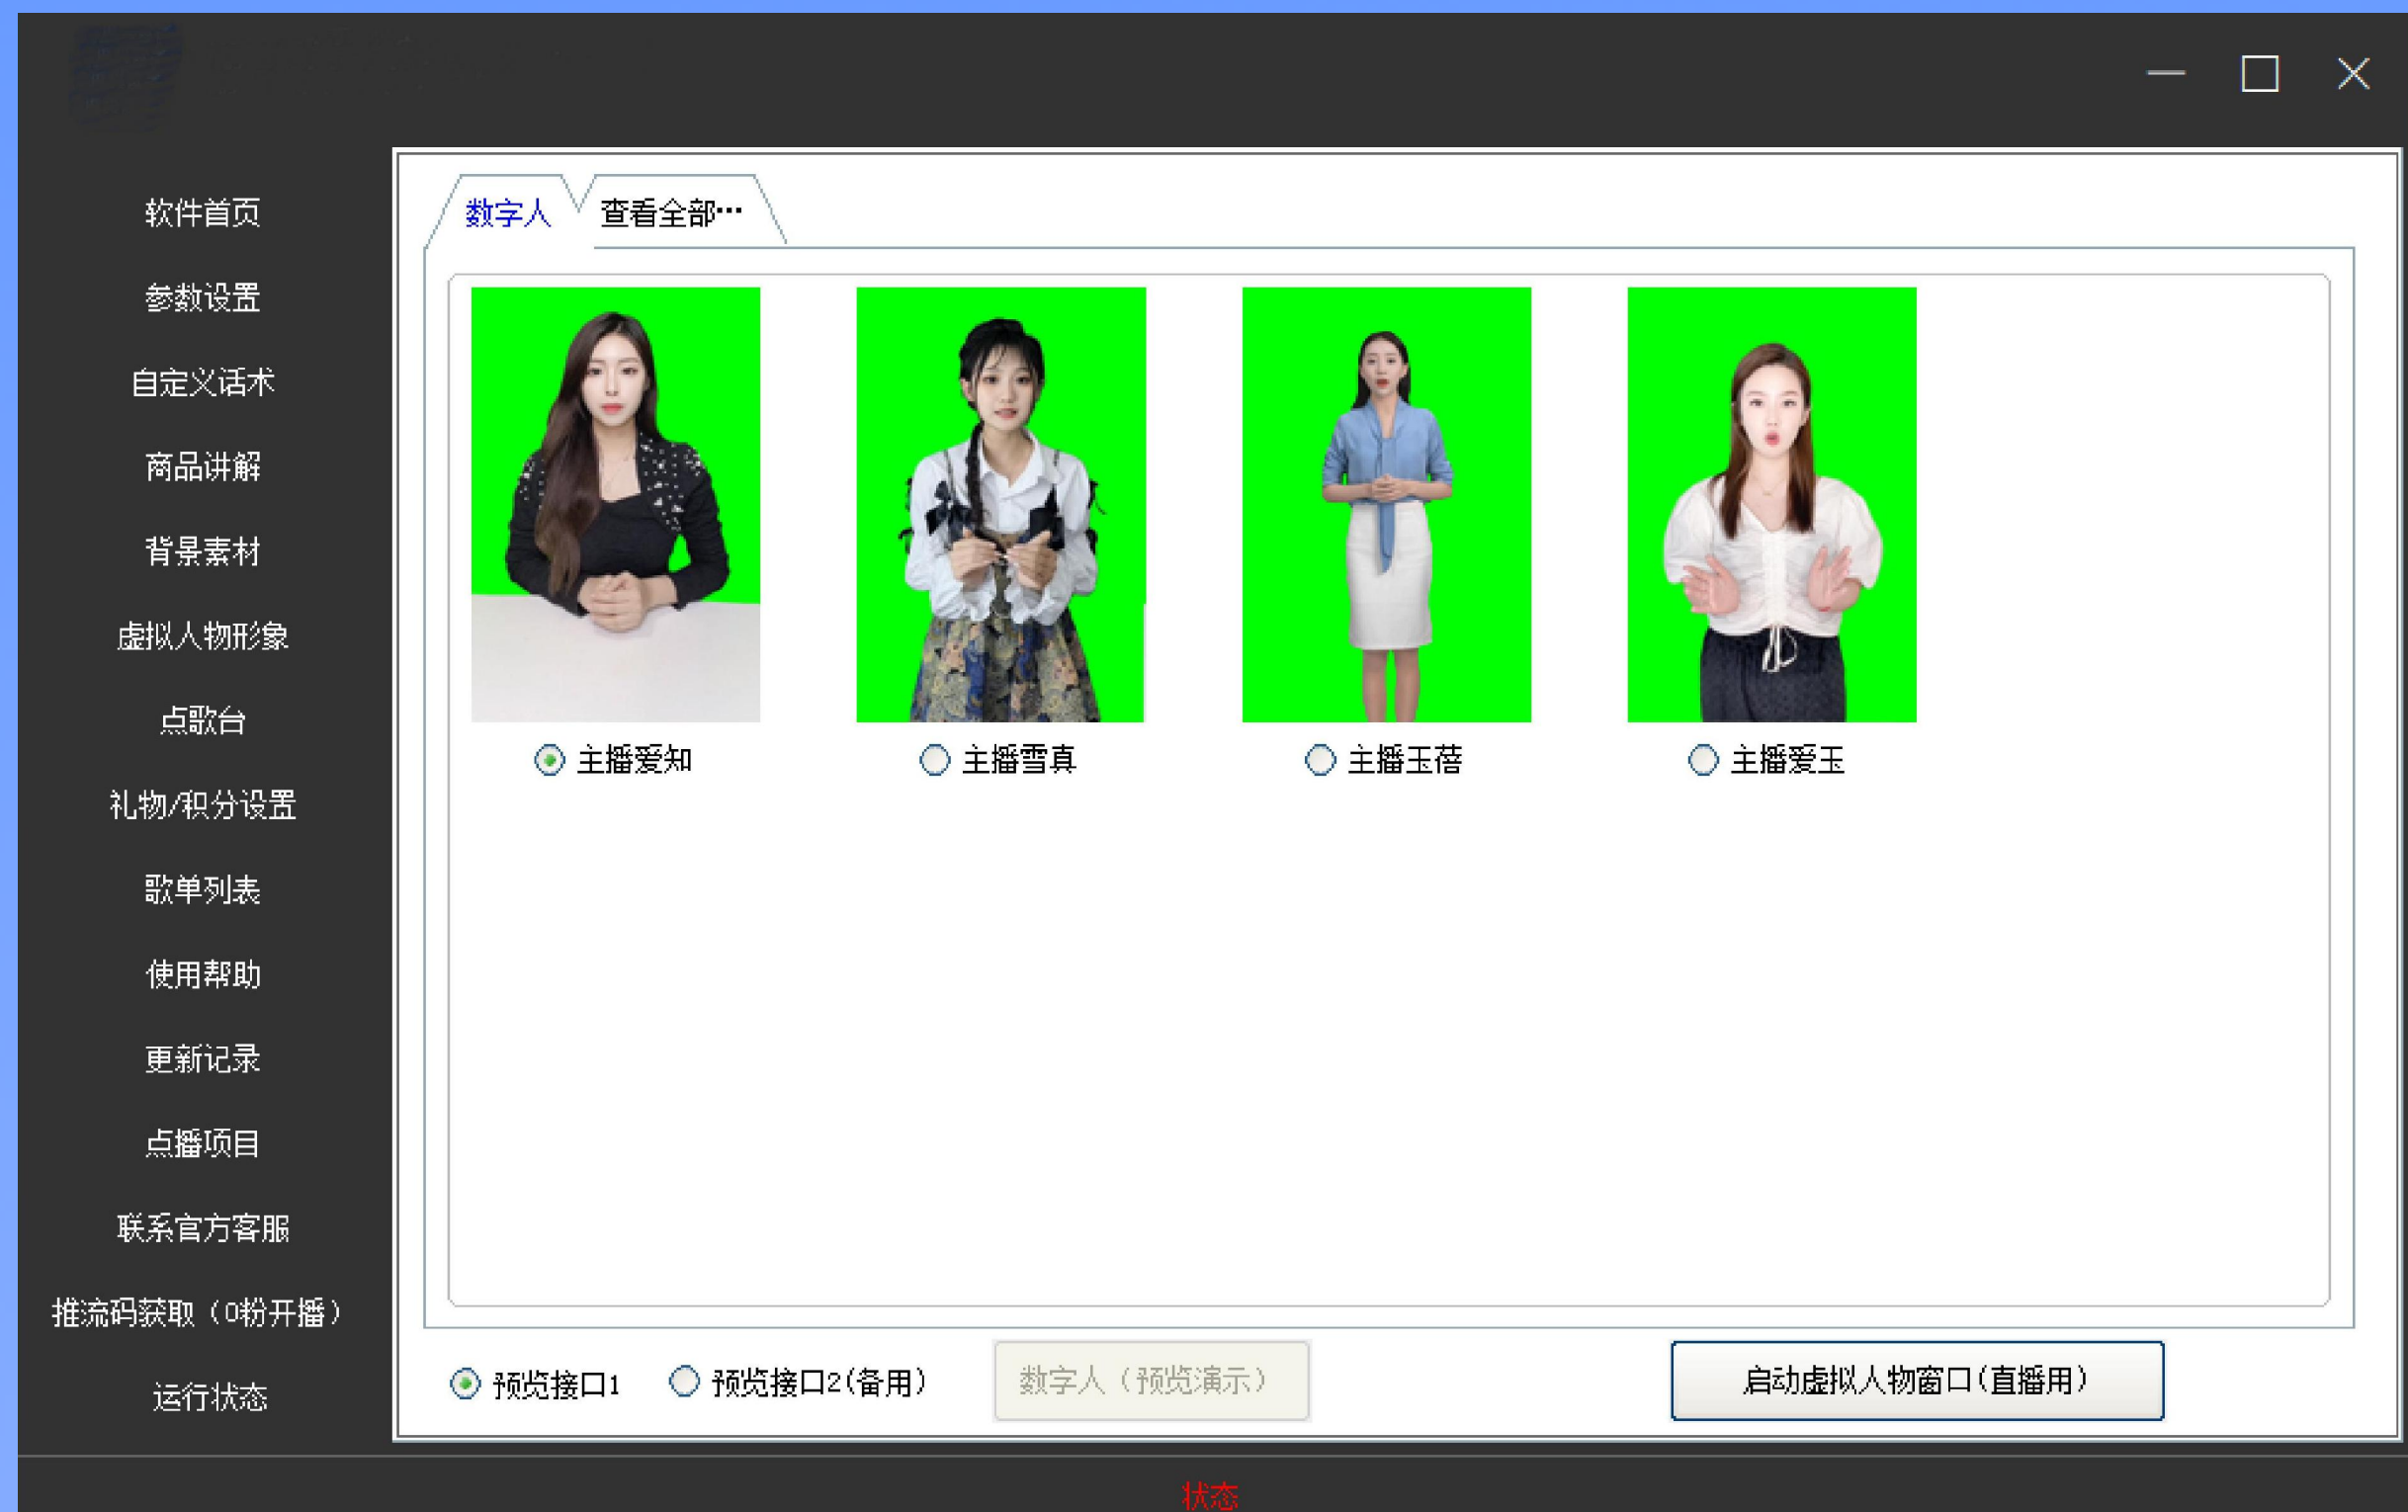 软件首页
参数设置
自定义话术
商品讲解
背景素材
虚拟人物形象
点歌台
礼物/积分设置
歌单列表
使用帮助
更新记录
点播项目
联系官方客服
推流码获取（0粉开播）
运行状态
数字人
查看全部…
主播爱知
主播雪真
主播玉蓓
主播爱玉
预览接口1
预览接口2(备用)
数字人（预览演示）
启动虚拟人物窗口(直播用)
状态